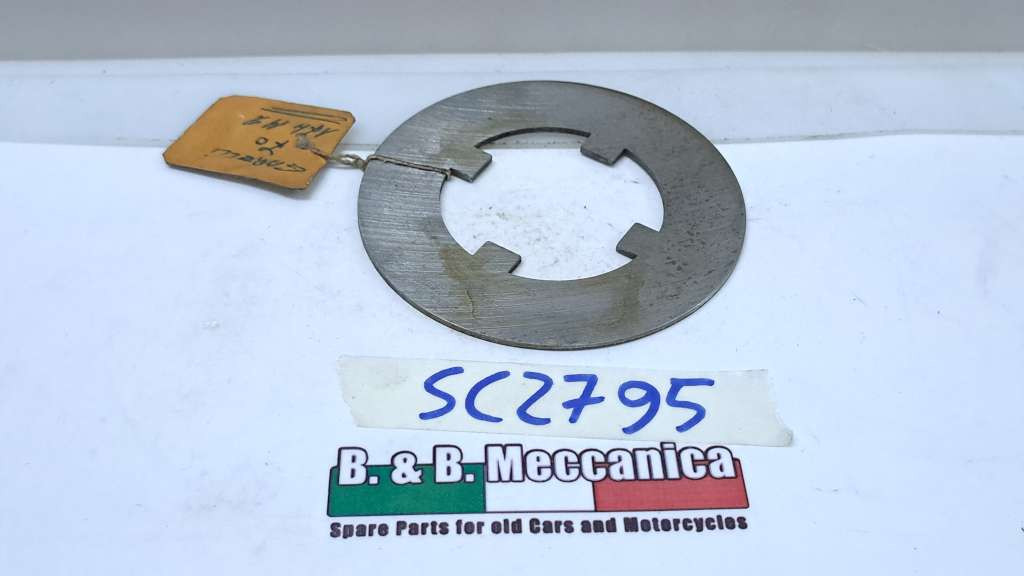 SC2795
B. & B. Meccanica
Spare Parts for old Cars and Motorcycles